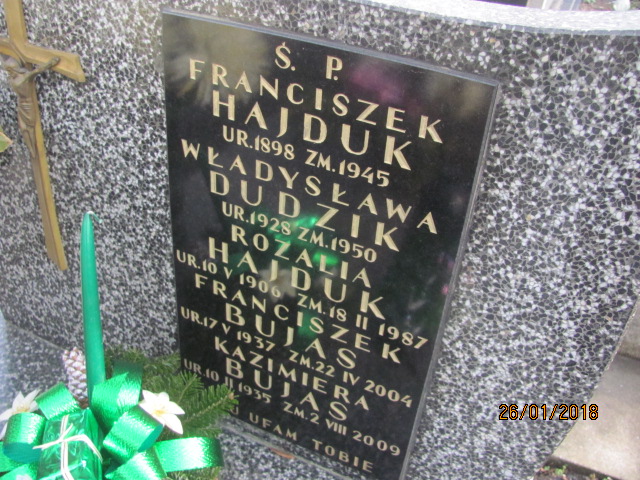 Ś. P.
FRANCISZEK
HAJDUK
UR.1898 ZM.1945
WŁADYSŁAWA
DUDZIK
UR.1928 ZM.1950
ROZALIA
HAJDUK
UR.10 V 1906 ZM.18 II 1987
FRANCISZEK
BUJAS
UR.17 V 1937 ZM.22 IV 2004
KAZIMIERA
BUJAS
UR.10 II 1935 ZM.2 VIII 2009
UFAM TOBIE
26/01/2018